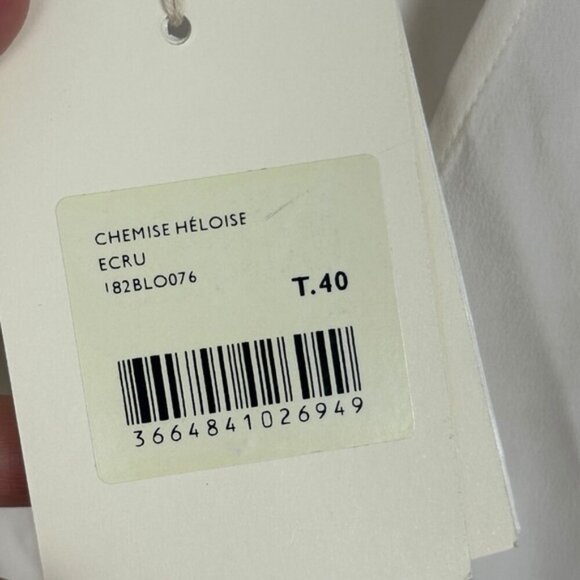 CHEMISE HÉLOISE
ECRU
182BLO076
T.40
3664841026949